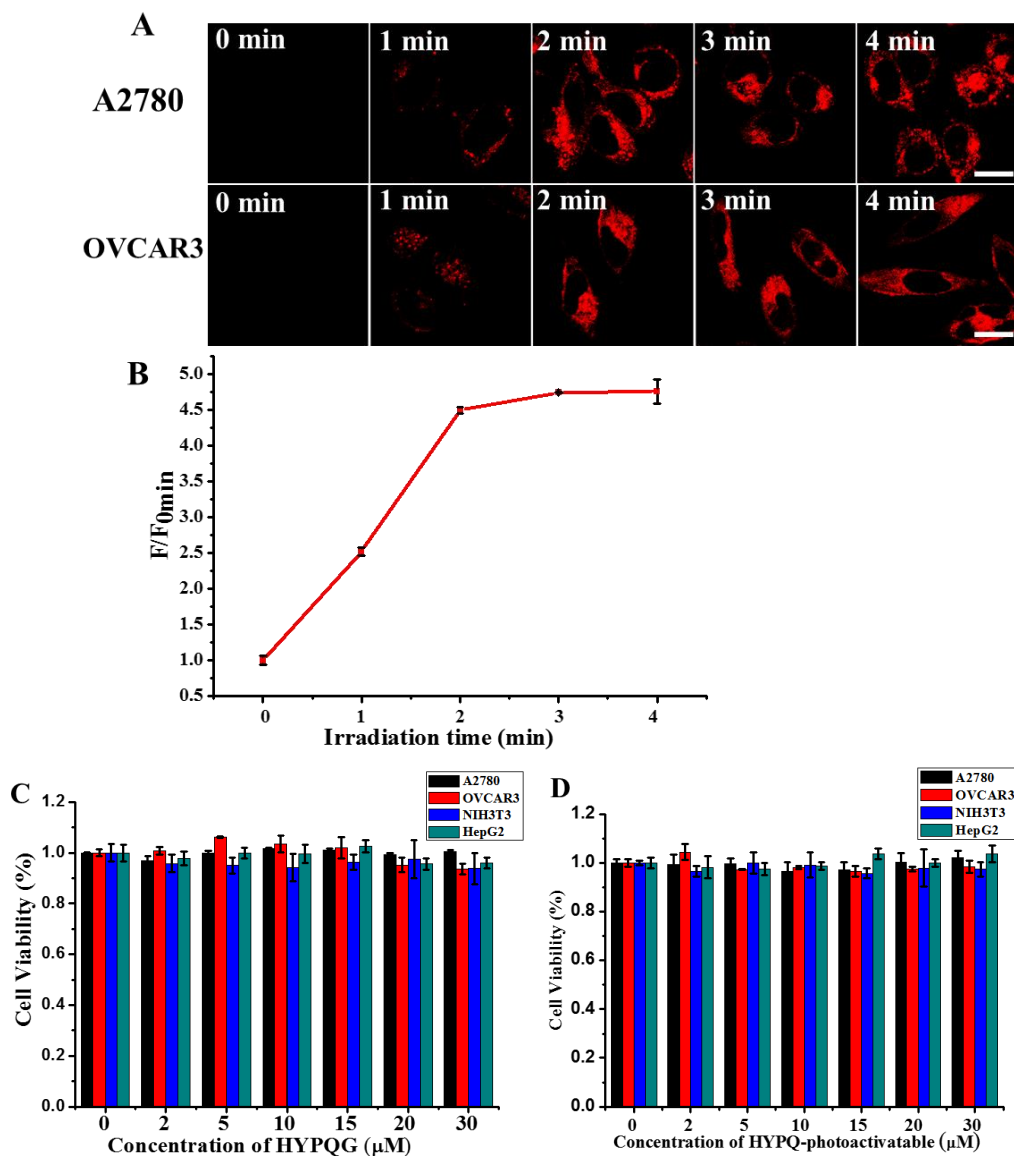 A
0 min 1 min 2 min 3 min 4 min
A2780
0 min 1 min 2 min 3 min 4 min
OVCAR3
B
5.0
4.5
4.0
3.5
3.0
2.5
2.0
1.5
1.0
0.5
F/F0min
0 1 2 3 4
Irradiation time (min)
C
A2780
OVCAR3
NIH3T3
HepG2
1.2
1.0
0.8
0.6
0.4
0.2
0.0
Cell Viability (%)
0 2 5 10 15 20 30
Concentration of HYPQG (μM)
D
A2780
OVCAR3
NIH3T3
HepG2
1.2
1.0
0.8
0.6
0.4
0.2
0.0
Cell Viability (%)
0 2 5 10 15 20 30
Concentration of HYPQ-photoactivatable (μM)